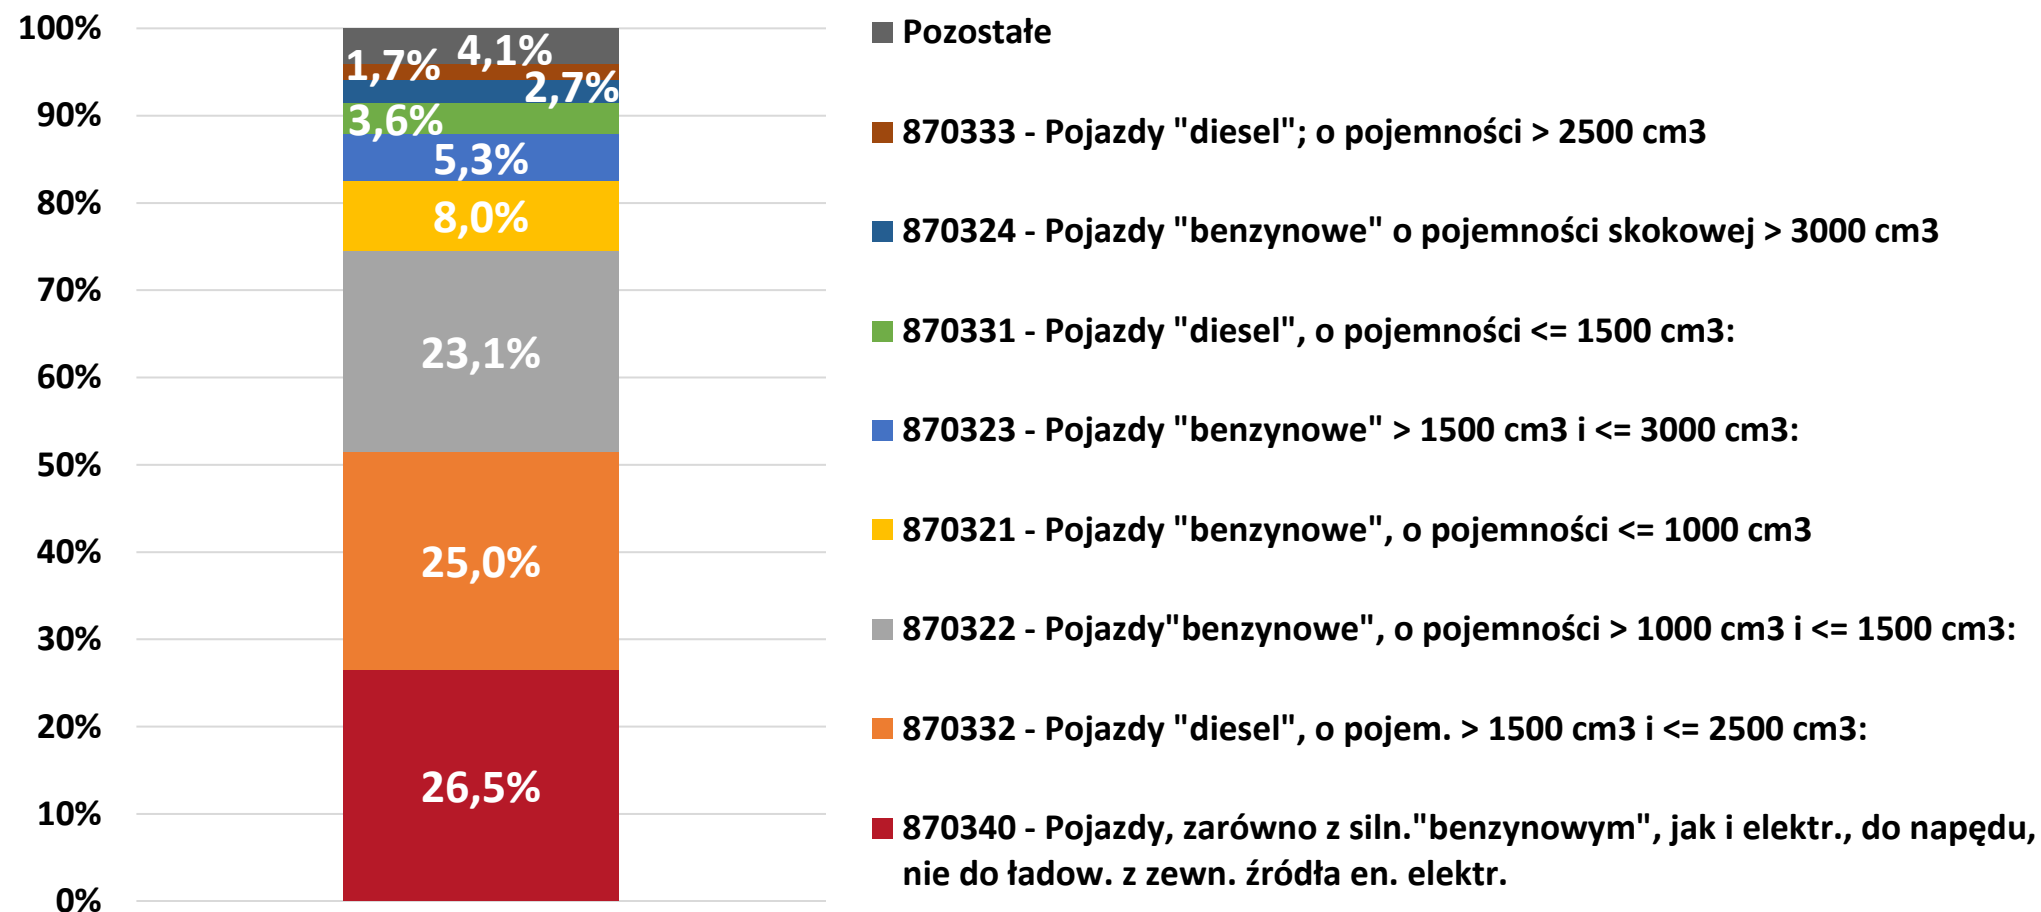 100%
90%
80%
70%
60%
50%
40%
30%
20%
10%
0%
4,1%
1,7%
2,7%
3,6%
5,3%
8,0%
23,1%
25,0%
26,5%
Pozostałe
870333 - Pojazdy "diesel"; o pojemności > 2500 cm3
870324 - Pojazdy "benzynowe" o pojemności skokowej > 3000 cm3
870331 - Pojazdy "diesel", o pojemności <= 1500 cm3:
870323 - Pojazdy "benzynowe" > 1500 cm3 i <= 3000 cm3:
870321 - Pojazdy "benzynowe", o pojemności <= 1000 cm3
870322 - Pojazdy"benzynowe", o pojemności > 1000 cm3 i <= 1500 cm3:
870332 - Pojazdy "diesel", o pojem. > 1500 cm3 i <= 2500 cm3:
870340 - Pojazdy, zarówno z siln."benzynowym", jak i elektr., do napędu,
nie do ładow. z zewn. źródła en. elektr.